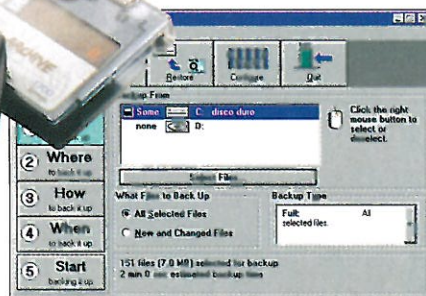 Restore Configure Quit
Backup From
Some C: disco duro
none D:
Click the right
mouse button to
select or
deselect.
Select Files...
2 Where
to back it up
3 How
to back it up
4 When
to back it up
5 Start
backing it up
What Files to Back Up
All Selected Files
New and Changed Files
Backup Type
Full: All
selected files.
151 files (7.0 MB) selected for backup
2 min 0 sec estimated backup time